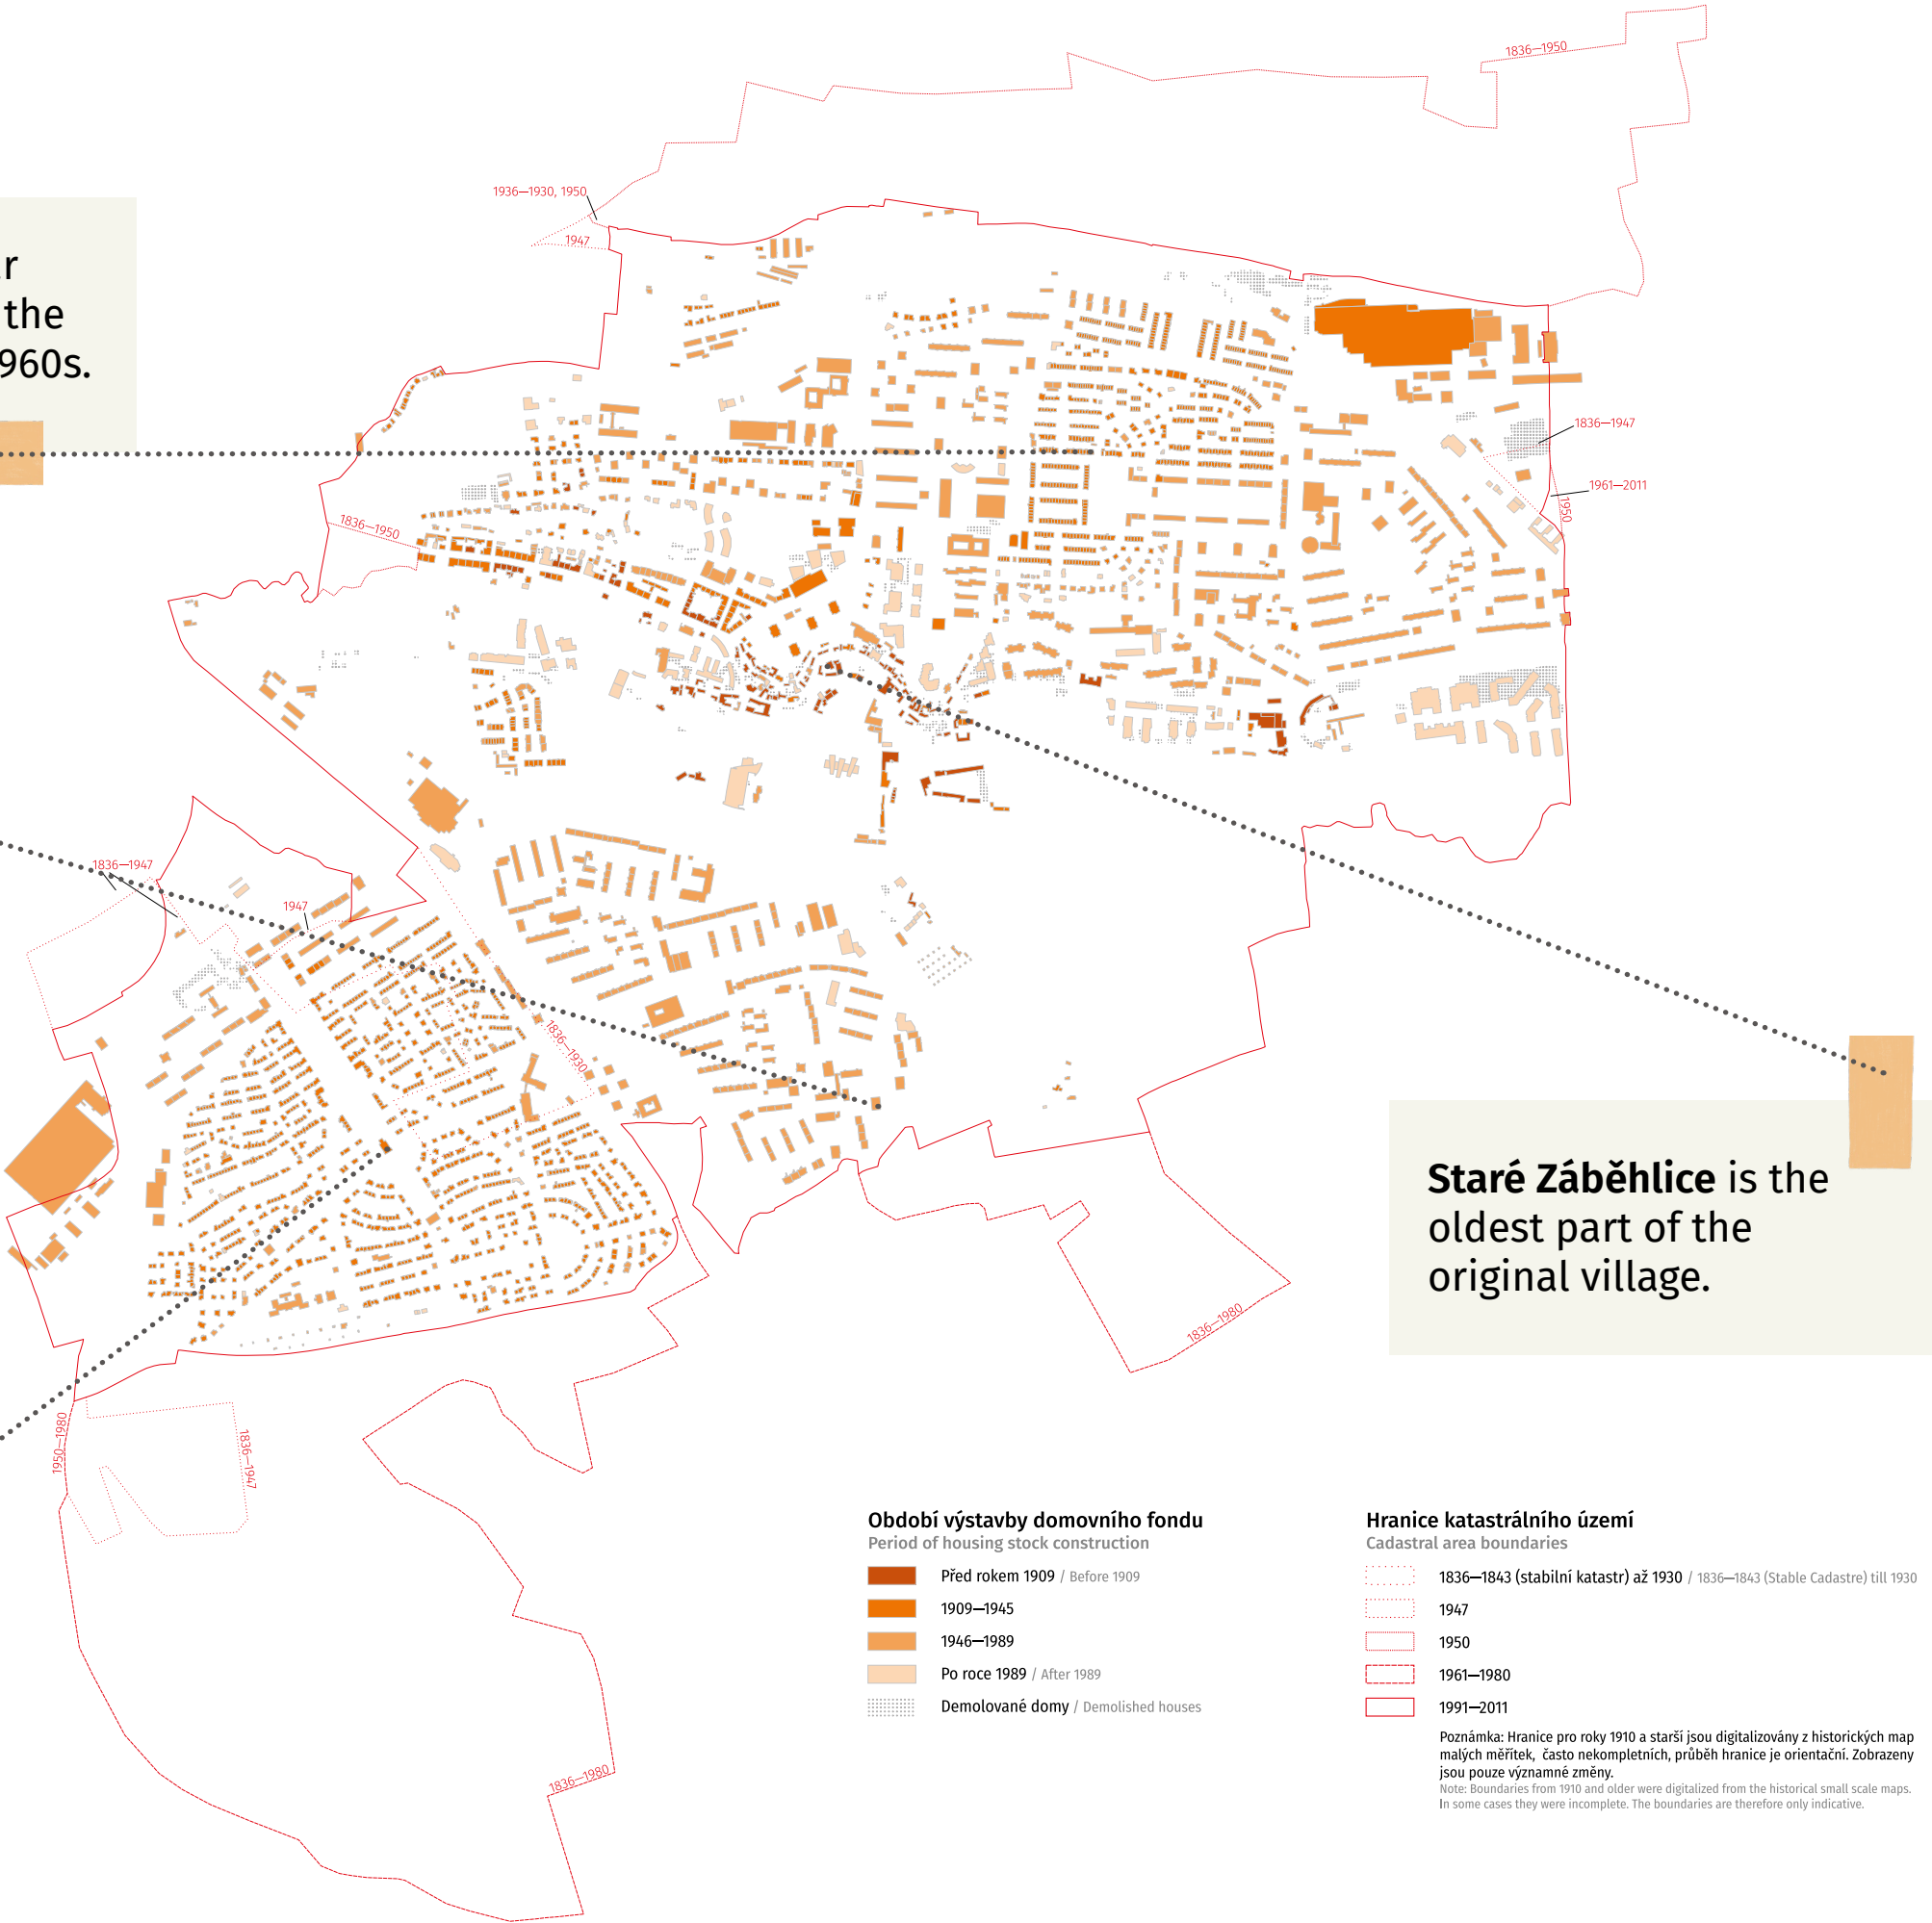 1836—1950
1936—1930, 1950
1947
r
the
960s.
1836—1947
1961—2011
1950
1836—1950
1836—1947
1947
1836—1930
Staré Záběhlice is the
oldest part of the
original village.
1836—1980
1950—1980
1836—1947
1836—1980
Období výstavby domovního fondu
Period of housing stock construction
Před rokem 1909 / Before 1909
1909—1945
1946—1989
Po roce 1989 / After 1989
Demolované domy / Demolished houses
Hranice katastrálního území
Cadastral area boundaries
1836—1843 (stabilní katastr) až 1930 / 1836—1843 (Stable Cadastre) till 1930
1947
1950
1961—1980
1991—2011
Poznámka: Hranice pro roky 1910 a starší jsou digitalizovány z historických map
malých měřítek, často nekompletních, průběh hranice je orientační. Zobrazeny
jsou pouze významné změny.
Note: Boundaries from 1910 and older were digitalized from the historical small scale maps.
In some cases they were incomplete. The boundaries are therefore only indicative.